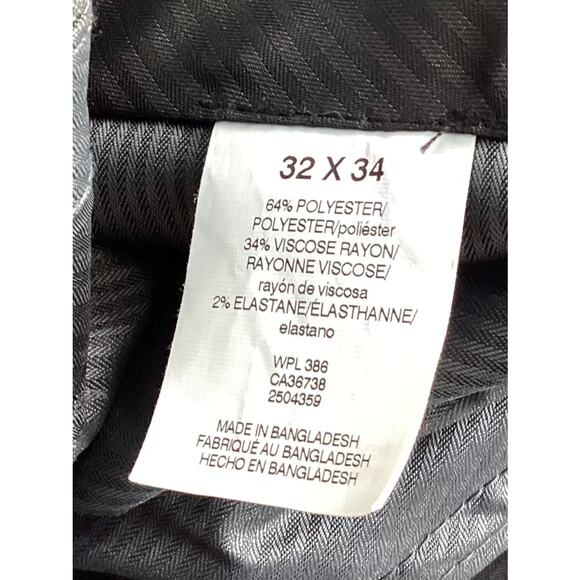 32 X 34
64% POLYESTER/
POLYESTER/poliéster
34% VISCOSE RAYON/
RAYONNE VISCOSE/
rayón de viscosa
2% ELASTANE/ÉLASTHANNE/
elastano
WPL 386
CA36738
2504359
MADE IN BANGLADESH
FABRIQUÉ AU BANGLADESH
HECHO EN BANGLADESH